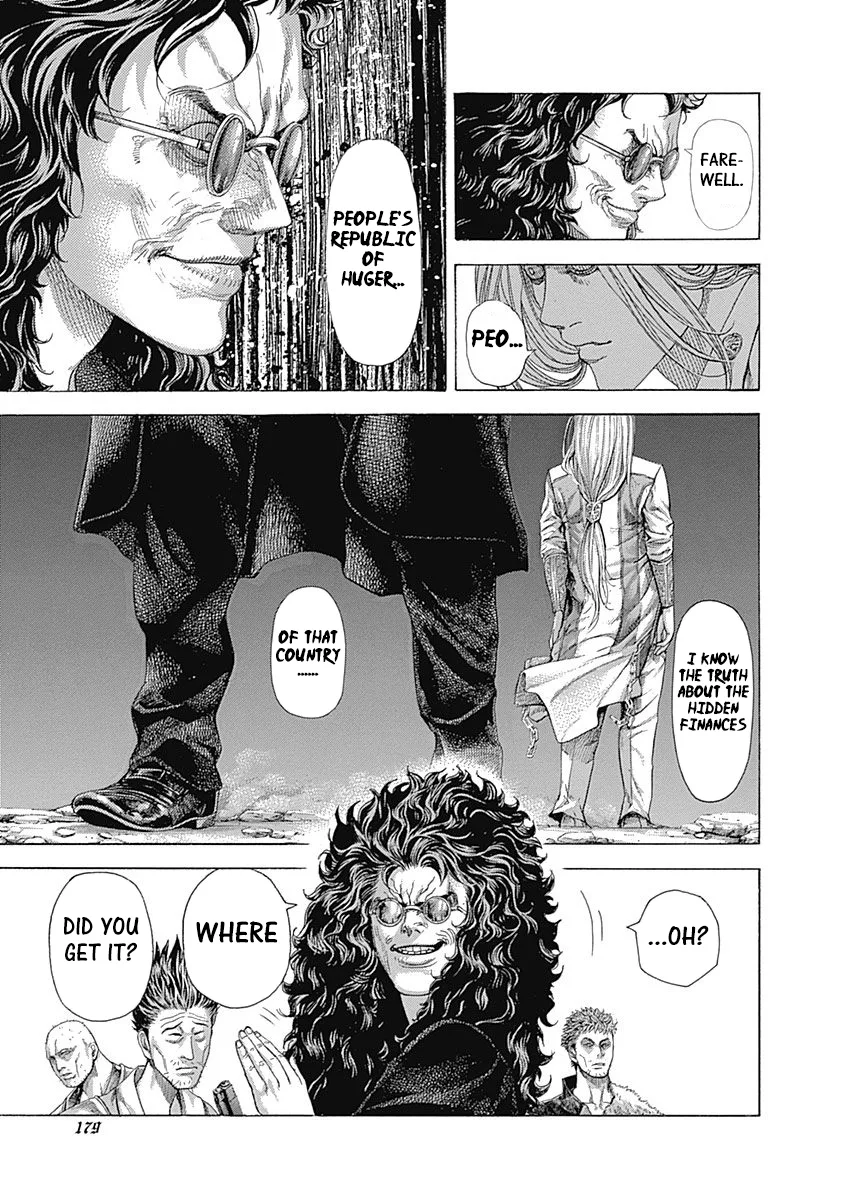 FARE-
WELL.
PEO...
PEOPLE'S
REPUBLIC
OF
HUGER...
I KNOW
THE TRUTH
ABOUT THE
HIDDEN
FINANCES
OF THAT
COUNTRY
......
...OH?
WHERE
DID YOU
GET IT?
179